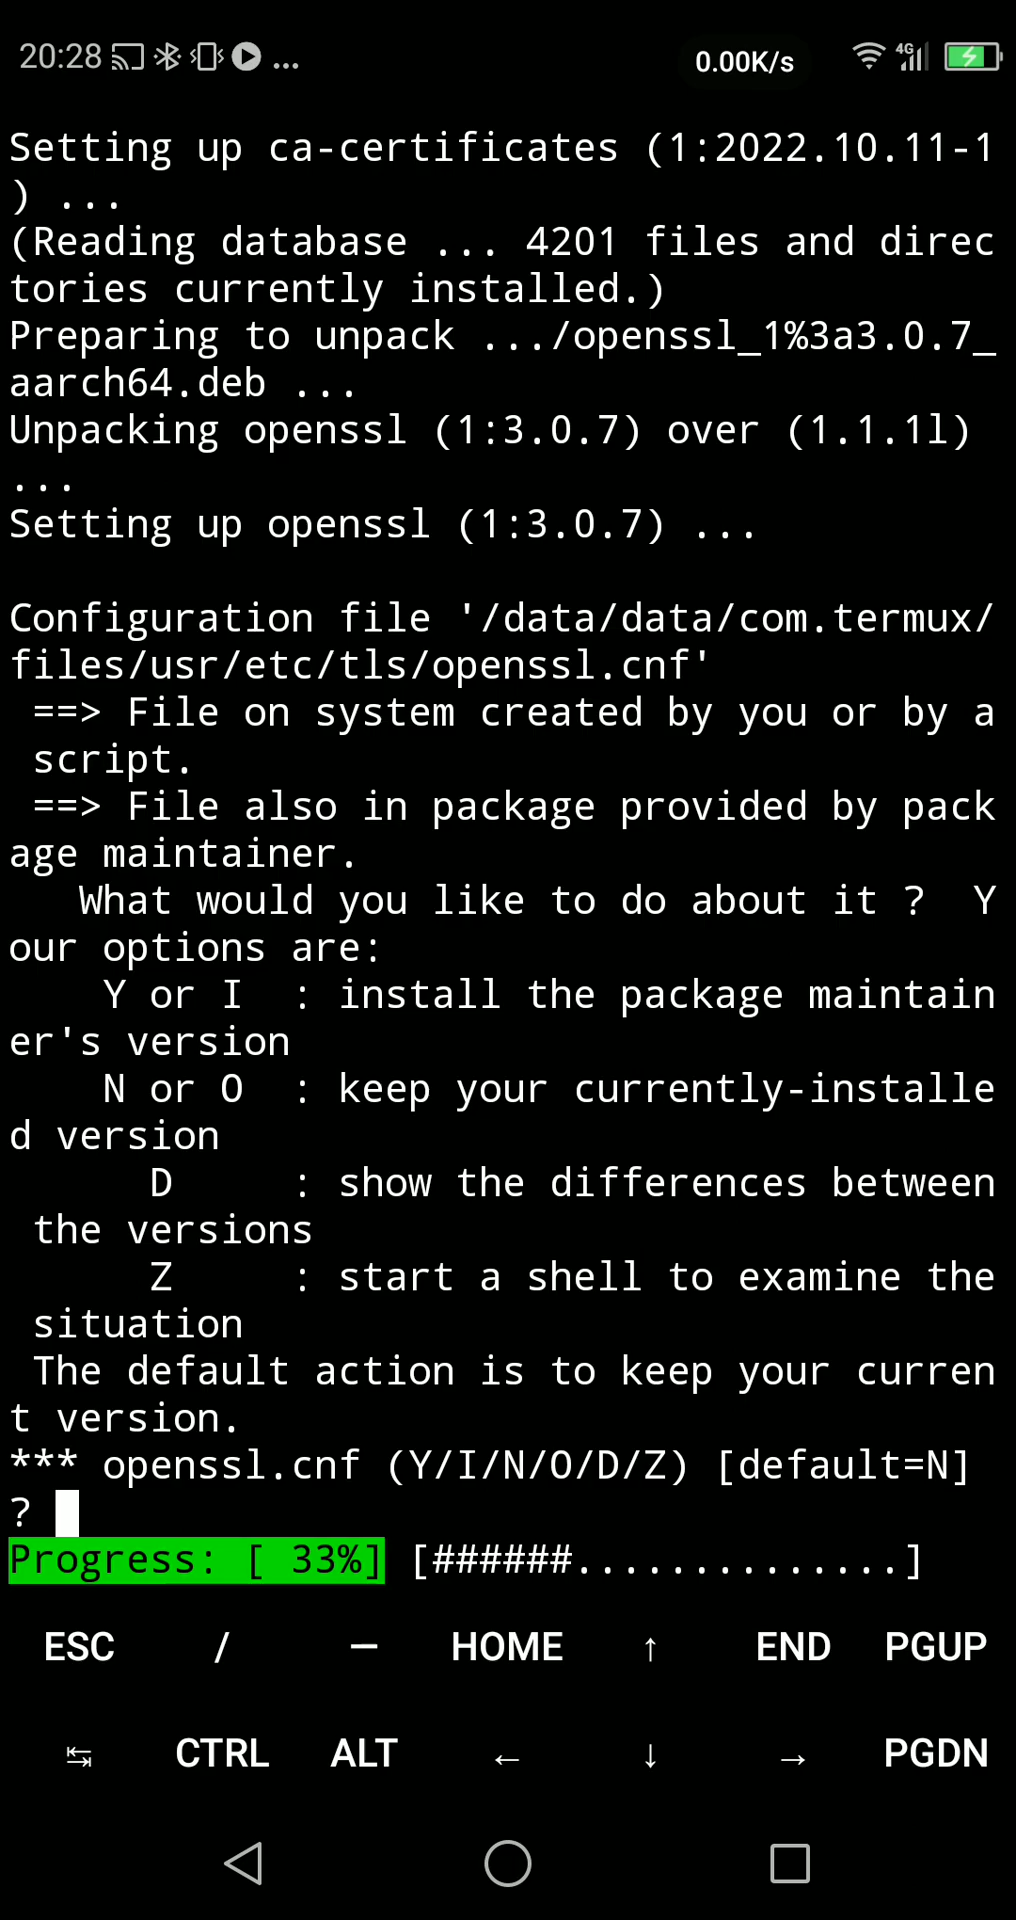 20:28 ... 0.00K/s 4G
Setting up ca-certificates (1:2022.10.11-1
) ...
(Reading database ... 4201 files and direc
tories currently installed.)
Preparing to unpack .../openssl_1%3a3.0.7_
aarch64.deb ...
Unpacking openssl (1:3.0.7) over (1.1.1l)
...
Setting up openssl (1:3.0.7) ...
Configuration file '/data/data/com.termux/
files/usr/etc/tls/openssl.cnf'
==> File on system created by you or by a
script.
==> File also in package provided by pack
age maintainer.
What would you like to do about it ?  Y
our options are:
Y or I  : install the package maintain
er's version
N or O  : keep your currently-installe
d version
D     : show the differences between
the versions
Z     : start a shell to examine the
situation
The default action is to keep your curren
t version.
*** openssl.cnf (Y/I/N/O/D/Z) [default=N]
?
Progress: [ 33%] [######..............]
ESC / — HOME ↑ END PGUP
↹ CTRL ALT ← ↓ → PGDN